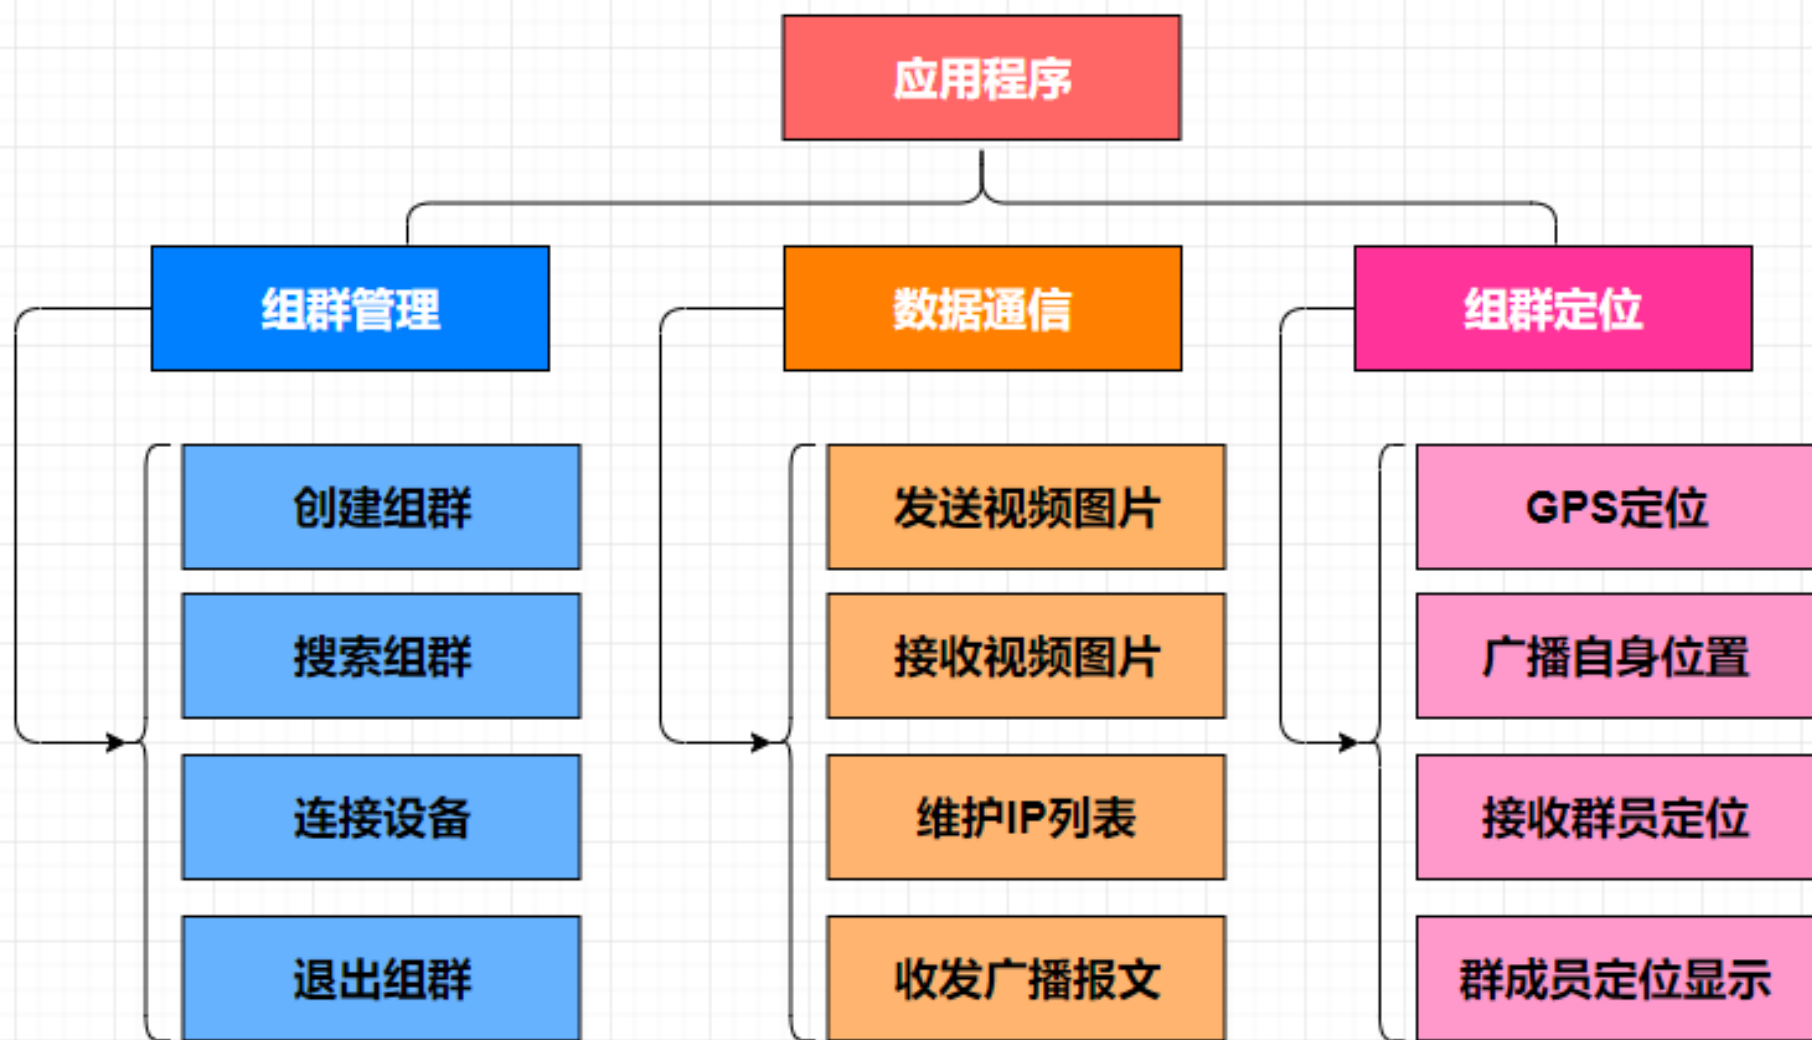 应用程序
组群管理
数据通信
组群定位
创建组群
搜索组群
连接设备
退出组群
发送视频图片
接收视频图片
维护IP列表
收发广播报文
GPS定位
广播自身位置
接收群员定位
群成员定位显示